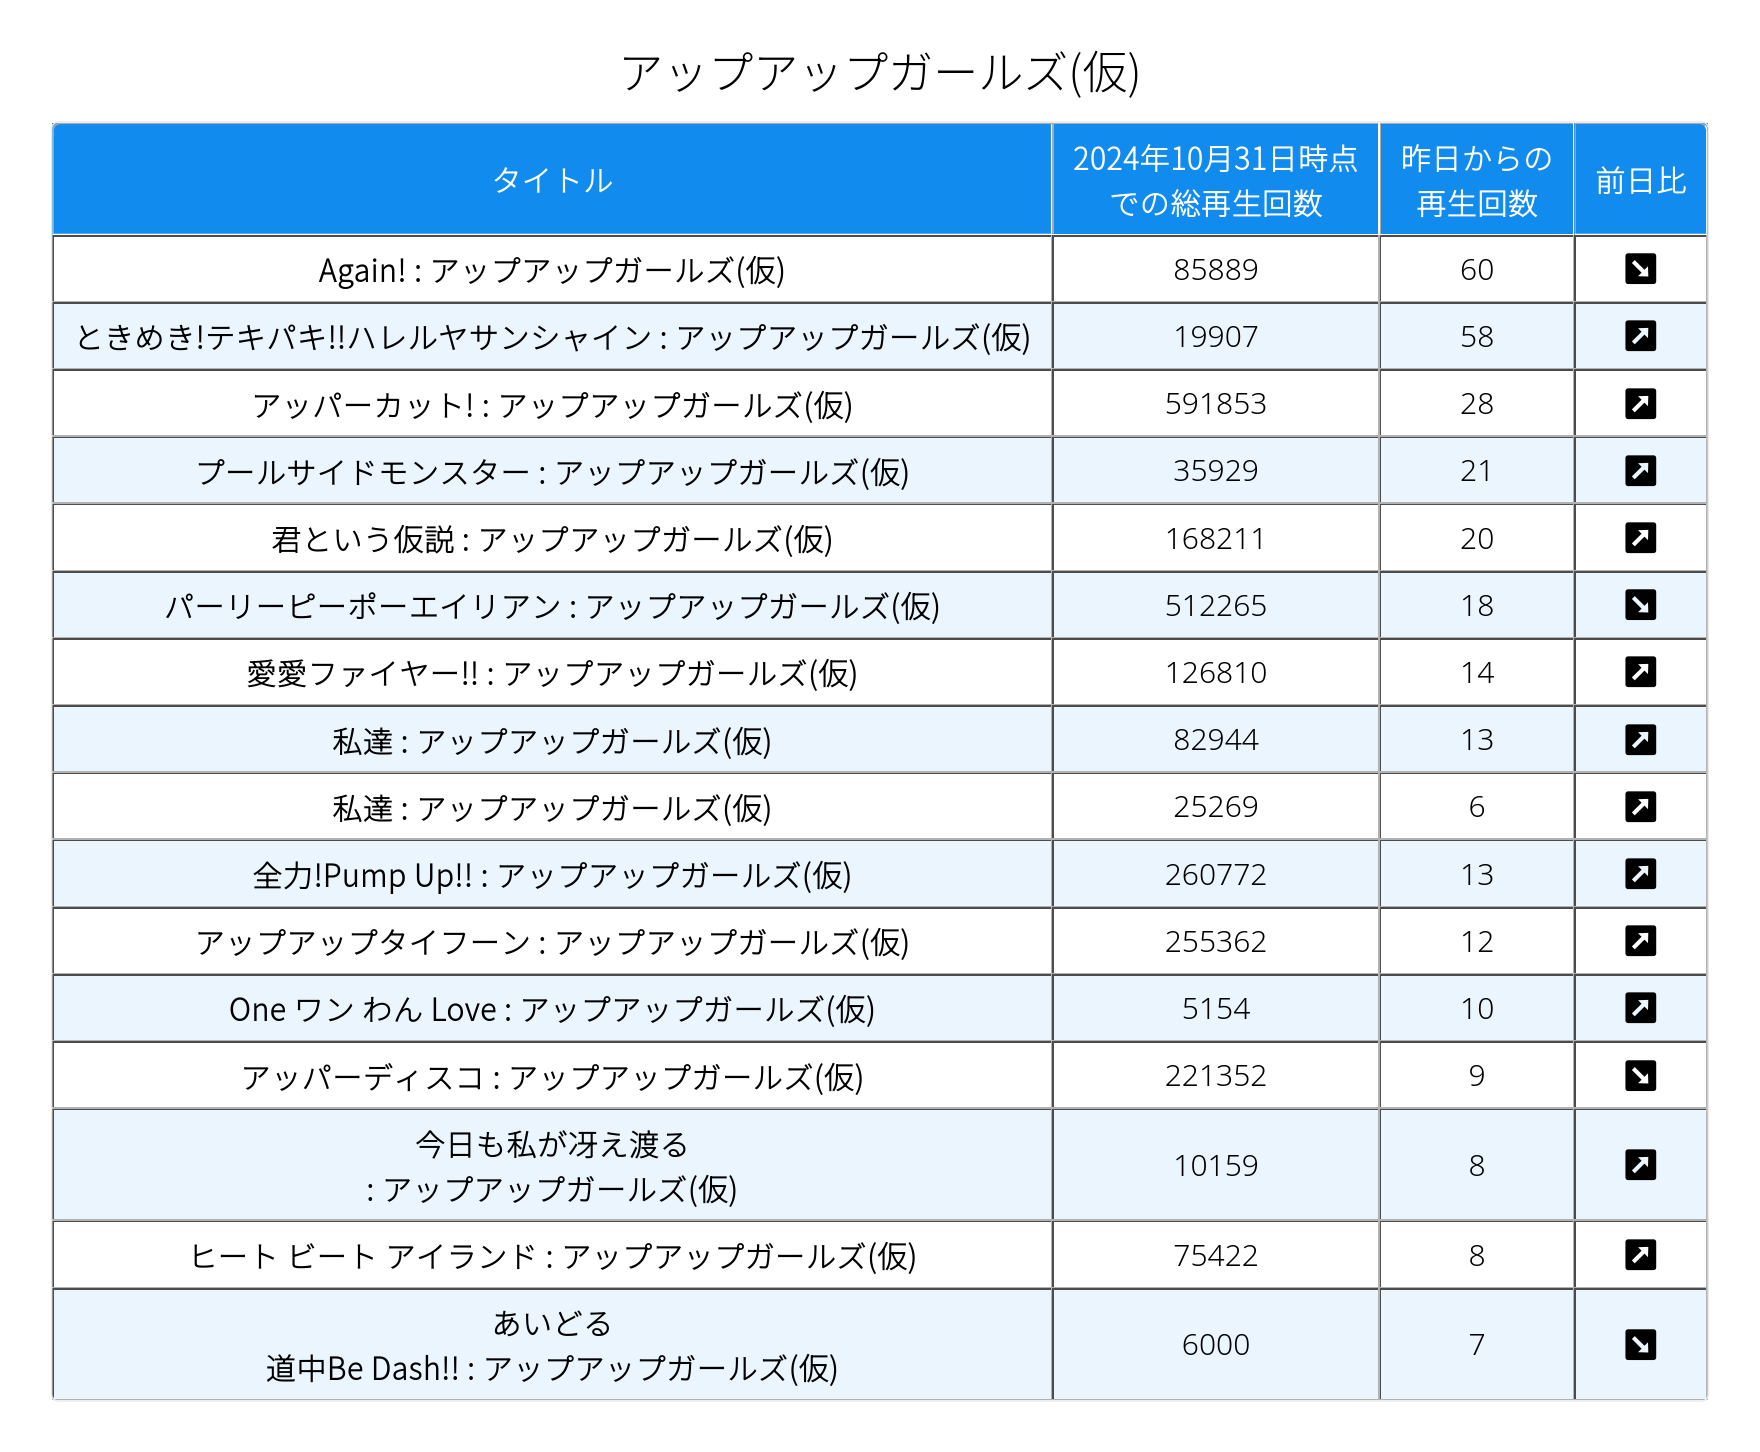 アップアップガールズ(仮)
タイトル
2024年10月31日時点
での総再生回数
昨日からの
再生回数
前日比
Again! : アップアップガールズ(仮) 85889 60
ときめき!テキパキ!!ハレルヤサンシャイン : アップアップガールズ(仮) 19907 58
アッパーカット! : アップアップガールズ(仮) 591853 28
プールサイドモンスター : アップアップガールズ(仮) 35929 21
君という仮説 : アップアップガールズ(仮) 168211 20
パーリーピーポーエイリアン : アップアップガールズ(仮) 512265 18
愛愛ファイヤー!! : アップアップガールズ(仮) 126810 14
私達 : アップアップガールズ(仮) 82944 13
私達 : アップアップガールズ(仮) 25269 6
全力!Pump Up!! : アップアップガールズ(仮) 260772 13
アップアップタイフーン : アップアップガールズ(仮) 255362 12
One ワン わん Love : アップアップガールズ(仮) 5154 10
アッパーディスコ : アップアップガールズ(仮) 221352 9
今日も私が冴え渡る
: アップアップガールズ(仮) 10159 8
ヒート ビート アイランド : アップアップガールズ(仮) 75422 8
あいどる
道中Be Dash!! : アップアップガールズ(仮) 6000 7